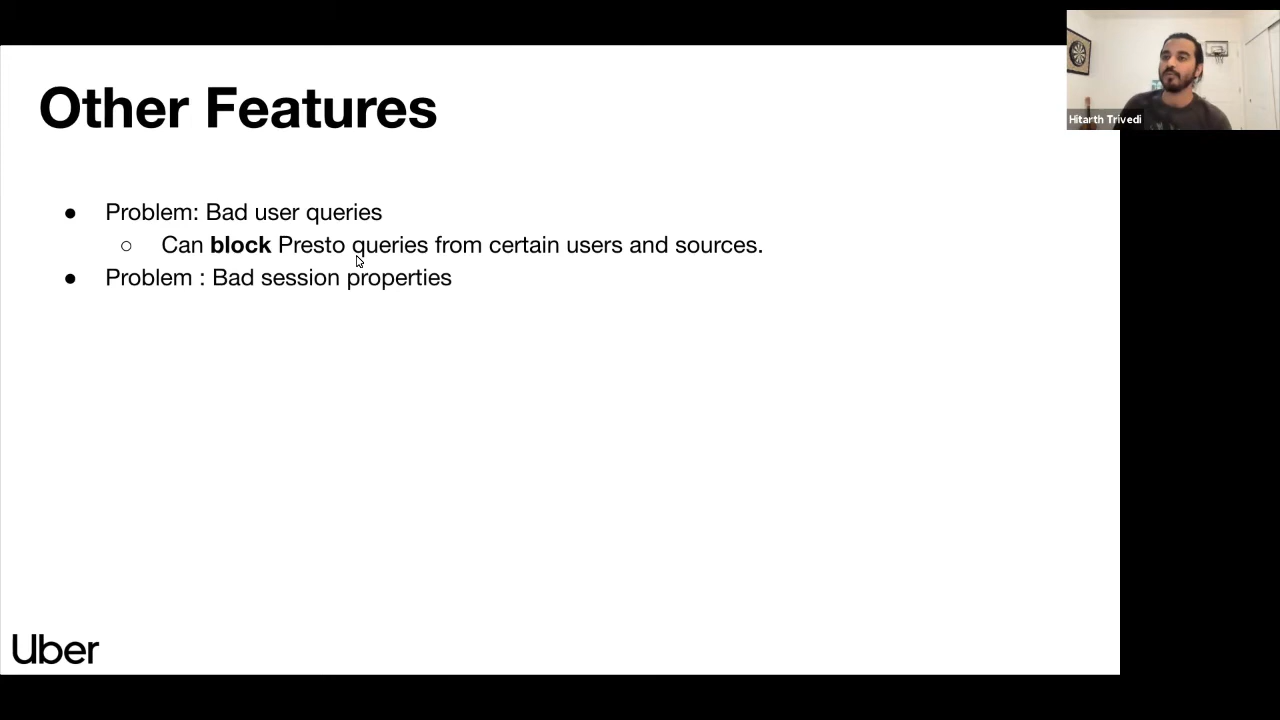 Other Features
● Problem: Bad user queries
○ Can block Presto queries from certain users and sources.
● Problem : Bad session properties
Uber
Hitarth Trivedi